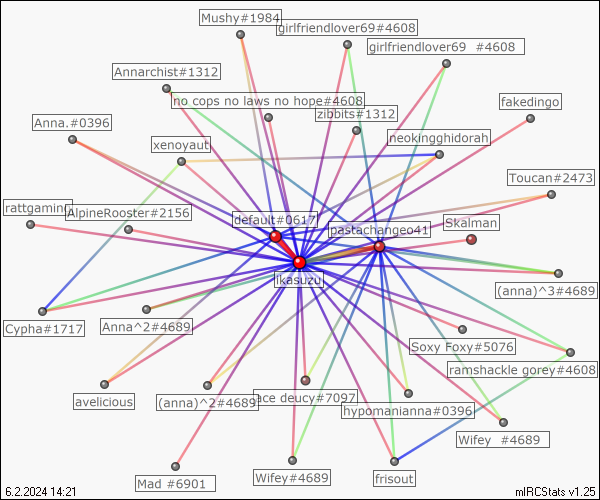 Mushy#1984
girlfriendlover69#4608
girlfriendlover69 #4608
Annarchist#1312
no cops no laws no hope#4608
fakedingo
zibbits#1312
Anna.#0396
neokingghidorah
xenoyaut
Toucan#2473
rattgaming
AlpineRooster#2156
default#0617
Skalman
pastachangeo41
ikasuzu
(anna)^3#4689
Cypha#1717
Anna^2#4689
Soxy Foxy#5076
ramshackle gorey#4608
avelicious
(anna)^2#4689
ace deucy#7097
hypomanianna#0396
Wifey #4689
Mad #6901
Wifey#4689
frisout
6.2.2024 14:21
mIRCStats v1.25